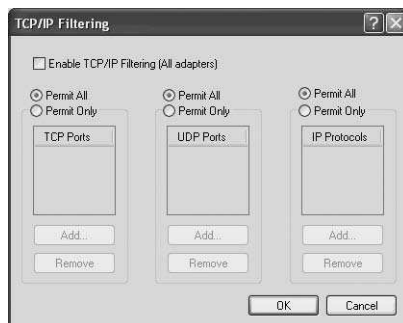 TCP/IP Filtering
Enable TCP/IP Filtering (All adapters)
Permit All
Permit Only
TCP Ports
Add...
Remove
Permit All
Permit Only
UDP Ports
Add...
Remove
Permit All
Permit Only
IP Protocols
Add...
Remove
OK
Cancel